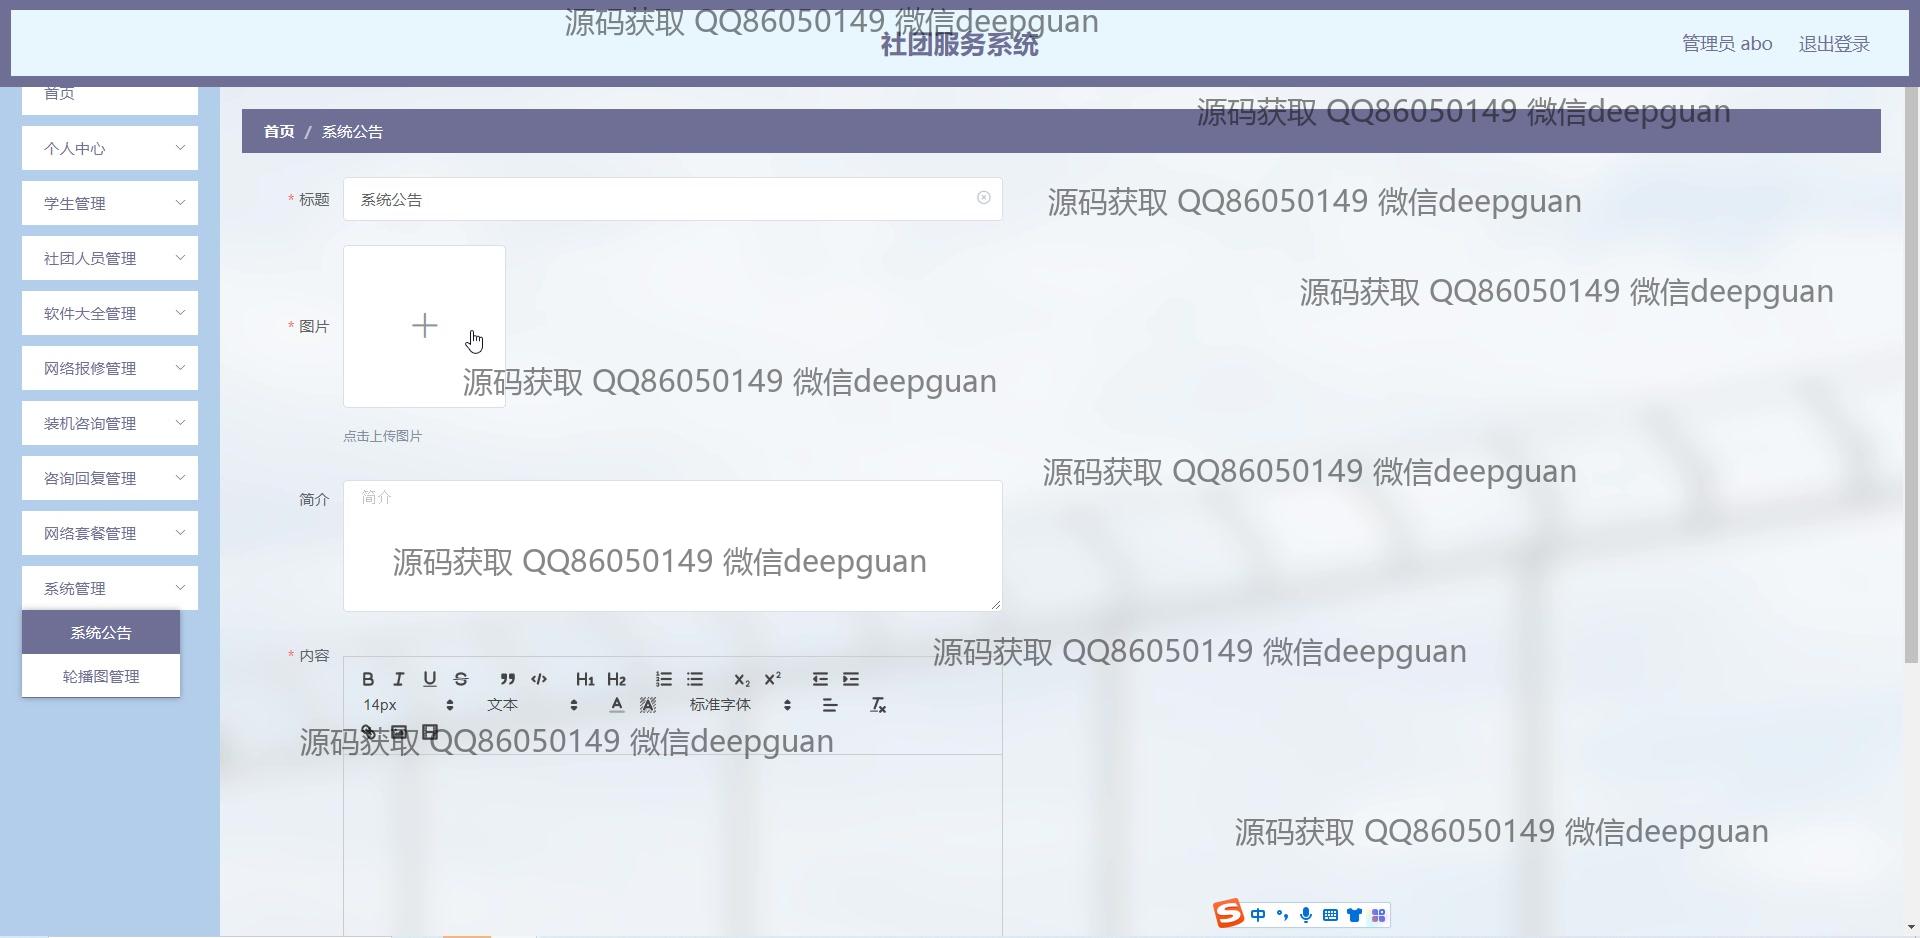 源码获取 QQ86050149 微信deepguan
社团服务系统
管理员 abo 退出登录
首页
源码获取 QQ86050149 微信deepguan
首页 / 系统公告
个人中心
学生管理
社团人员管理
软件大全管理
网络报修管理
装机咨询管理
咨询回复管理
网络套餐管理
系统管理
系统公告
轮播图管理
* 标题 系统公告
源码获取 QQ86050149 微信deepguan
源码获取 QQ86050149 微信deepguan
* 图片
源码获取 QQ86050149 微信deepguan
点击上传图片
源码获取 QQ86050149 微信deepguan
简介 简介
源码获取 QQ86050149 微信deepguan
* 内容
源码获取 QQ86050149 微信deepguan
B I U S H1 H2 X₂ X²
14px 文本 A A 标准字体 Tx
源码获取 QQ86050149 微信deepguan
源码获取 QQ86050149 微信deepguan
S 中